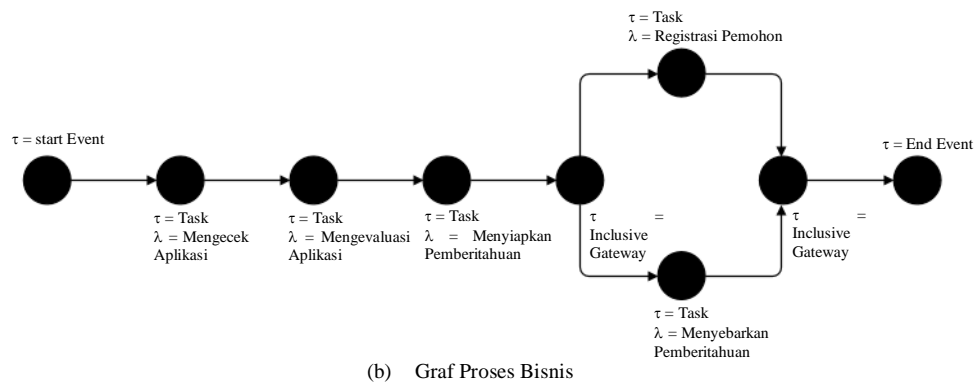 τ = Task
λ = Registrasi Pemohon
τ = start Event
τ = End Event
τ = Task
λ = Mengecek
Aplikasi
τ = Task
λ = Mengevaluasi
Aplikasi
τ = Task
λ = Menyiapkan
Pemberitahuan
τ =
Inclusive
Gateway
τ =
Inclusive
Gateway
τ = Task
λ = Menyebarkan
Pemberitahuan
(b) Graf Proses Bisnis